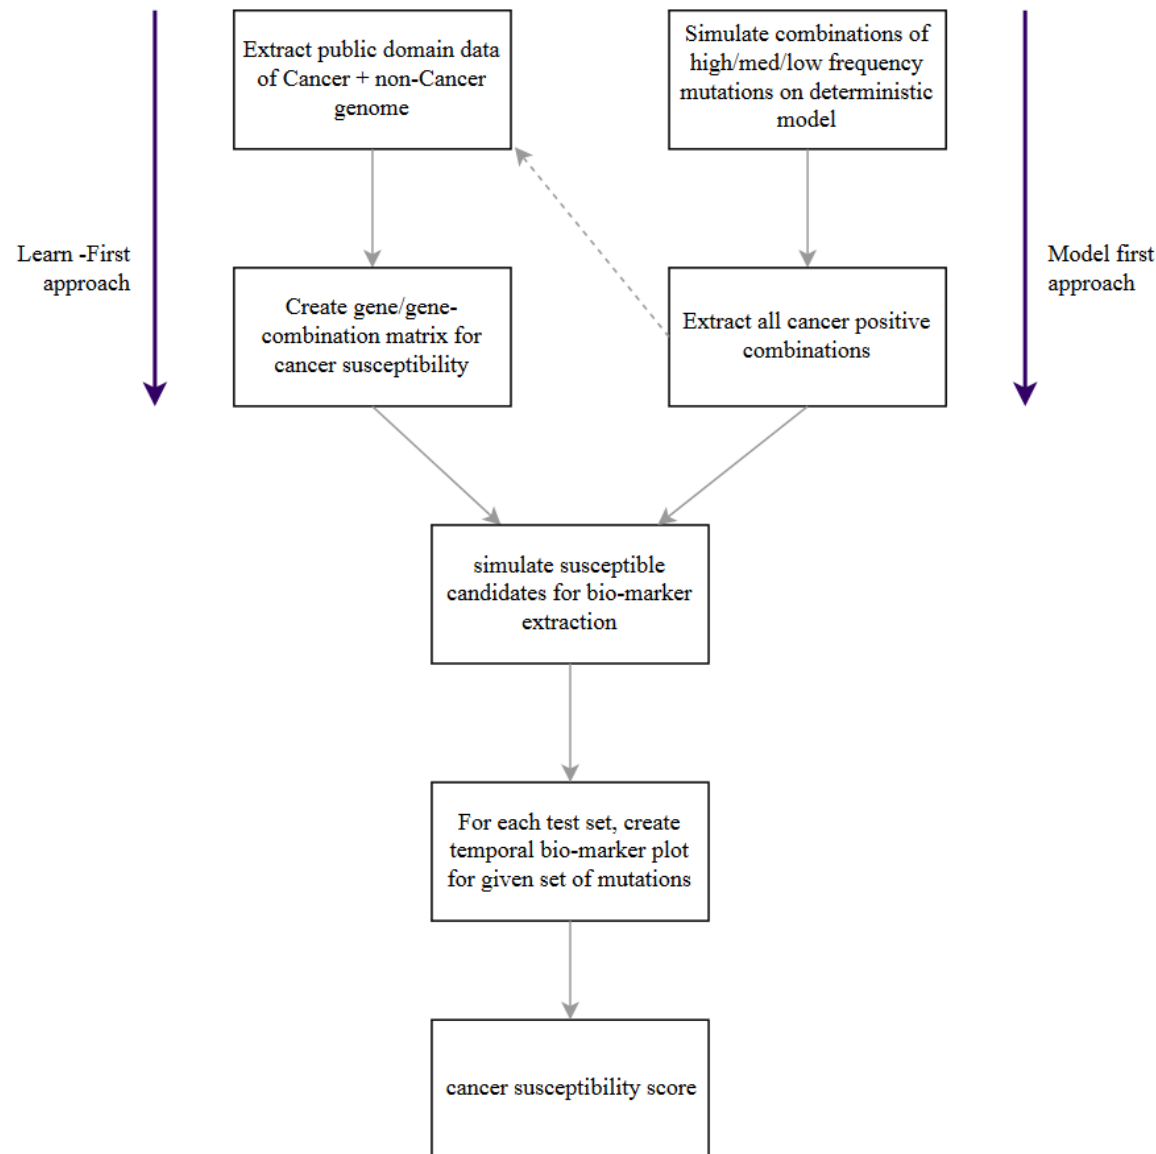 Extract public domain data
of Cancer + non-Cancer
genome
Simulate combinations of
high/med/low frequency
mutations on deterministic
model
Learn -First
approach
Model first
approach
Create gene/gene-
combination matrix for
cancer susceptibility
Extract all cancer positive
combinations
simulate susceptible
candidates for bio-marker
extraction
For each test set, create
temporal bio-marker plot
for given set of mutations
cancer susceptibility score